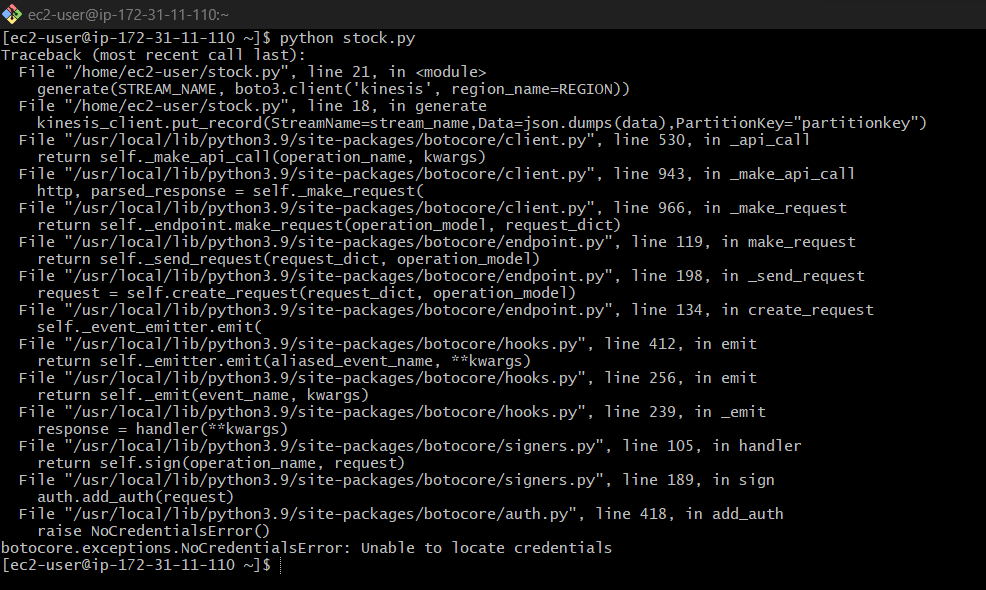 ec2-user@ip-172-31-11-110:~
[ec2-user@ip-172-31-11-110 ~]$ python stock.py
Traceback (most recent call last):
  File "/home/ec2-user/stock.py", line 21, in <module>
    generate(STREAM_NAME, boto3.client('kinesis', region_name=REGION))
  File "/home/ec2-user/stock.py", line 18, in generate
    kinesis_client.put_record(StreamName=stream_name,Data=json.dumps(data),PartitionKey="partitionkey")
  File "/usr/local/lib/python3.9/site-packages/botocore/client.py", line 530, in _api_call
    return self._make_api_call(operation_name, kwargs)
  File "/usr/local/lib/python3.9/site-packages/botocore/client.py", line 943, in _make_api_call
    http, parsed_response = self._make_request(
  File "/usr/local/lib/python3.9/site-packages/botocore/client.py", line 966, in _make_request
    return self._endpoint.make_request(operation_model, request_dict)
  File "/usr/local/lib/python3.9/site-packages/botocore/endpoint.py", line 119, in make_request
    return self._send_request(request_dict, operation_model)
  File "/usr/local/lib/python3.9/site-packages/botocore/endpoint.py", line 198, in _send_request
    request = self.create_request(request_dict, operation_model)
  File "/usr/local/lib/python3.9/site-packages/botocore/endpoint.py", line 134, in create_request
    self._event_emitter.emit(
  File "/usr/local/lib/python3.9/site-packages/botocore/hooks.py", line 412, in emit
    return self._emitter.emit(aliased_event_name, **kwargs)
  File "/usr/local/lib/python3.9/site-packages/botocore/hooks.py", line 256, in emit
    return self._emit(event_name, kwargs)
  File "/usr/local/lib/python3.9/site-packages/botocore/hooks.py", line 239, in _emit
    response = handler(**kwargs)
  File "/usr/local/lib/python3.9/site-packages/botocore/signers.py", line 105, in handler
    return self.sign(operation_name, request)
  File "/usr/local/lib/python3.9/site-packages/botocore/signers.py", line 189, in sign
    auth.add_auth(request)
  File "/usr/local/lib/python3.9/site-packages/botocore/auth.py", line 418, in add_auth
    raise NoCredentialsError()
botocore.exceptions.NoCredentialsError: Unable to locate credentials
[ec2-user@ip-172-31-11-110 ~]$